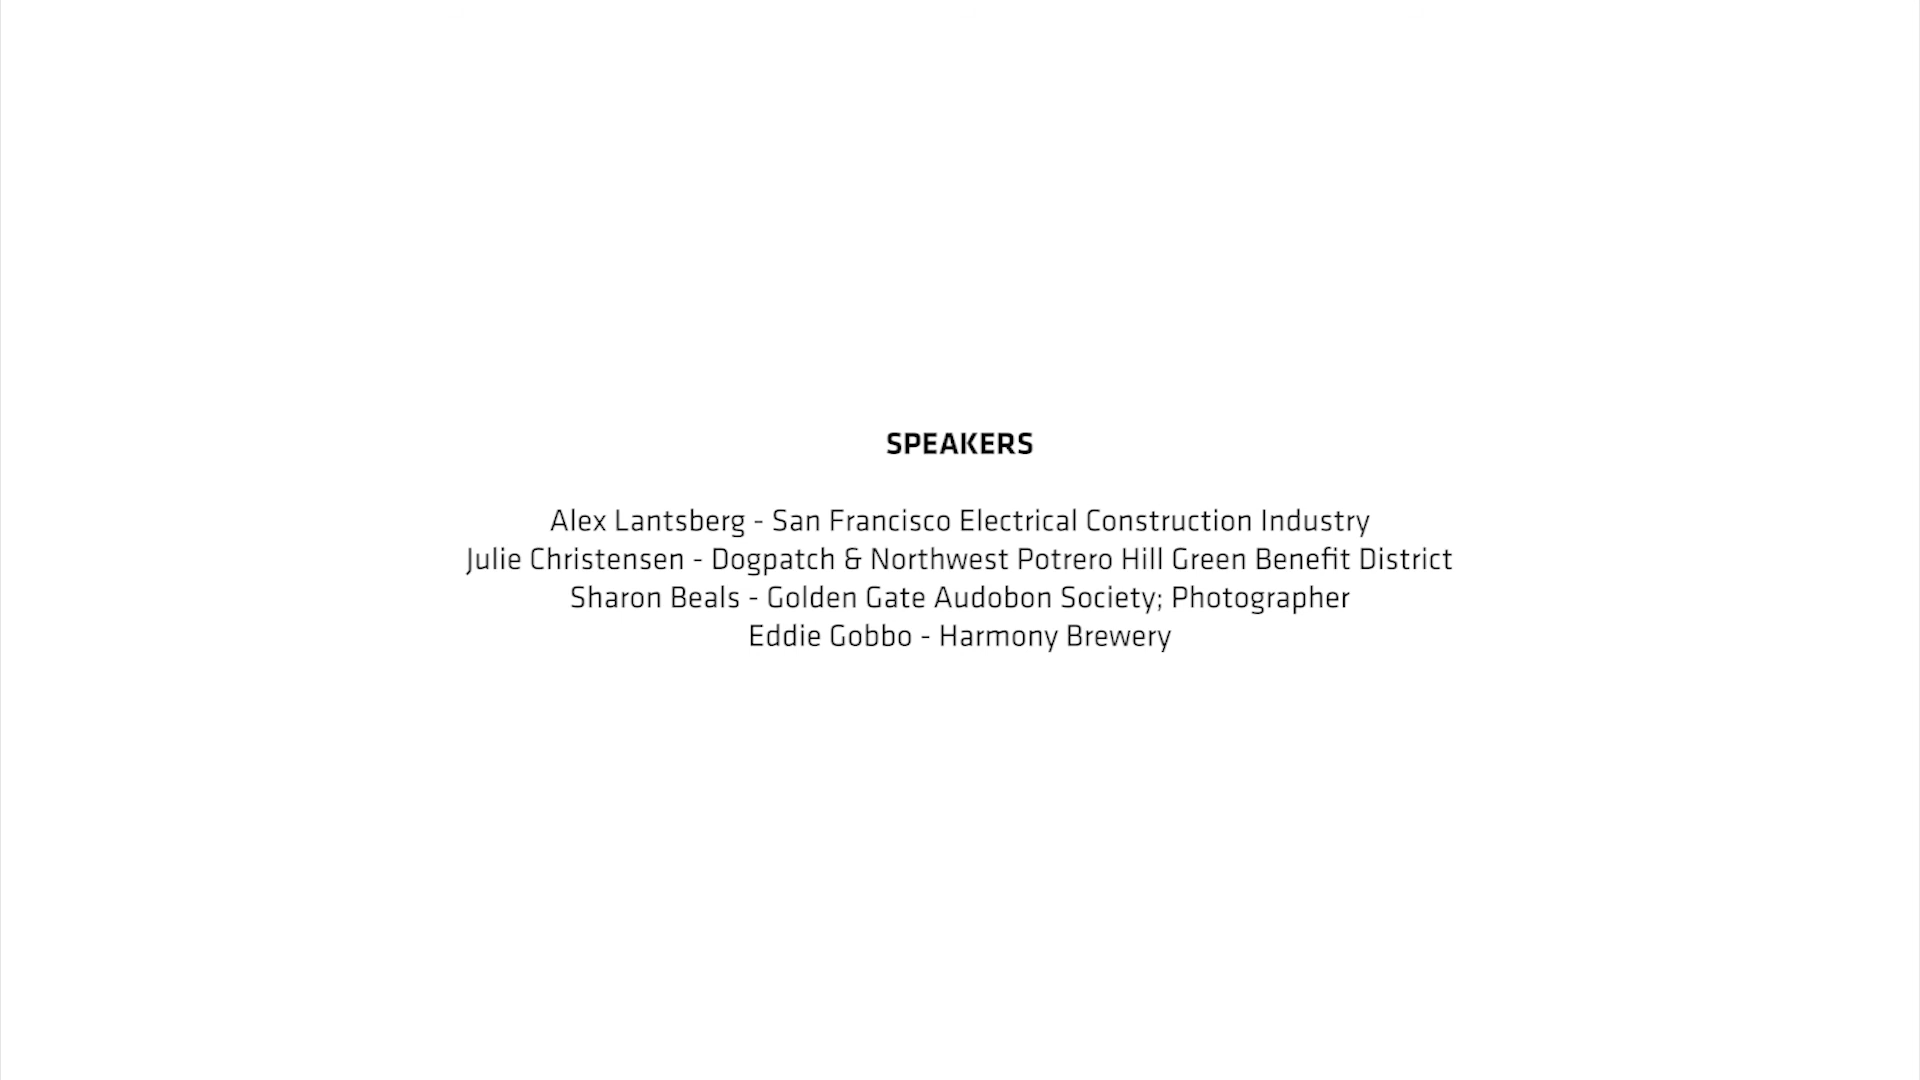 SPEAKERS
Alex Lantsberg - San Francisco Electrical Construction Industry
Julie Christensen - Dogpatch & Northwest Potrero Hill Green Benefit District
Sharon Beals - Golden Gate Audobon Society; Photographer
Eddie Gobbo - Harmony Brewery